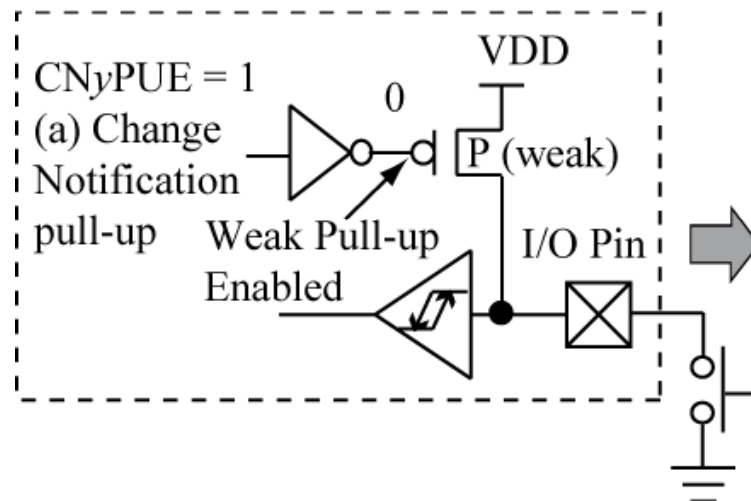 CNyPUE = 1
(a) Change
Notification
pull-up
0
VDD
P (weak)
Weak Pull-up
Enabled
I/O Pin